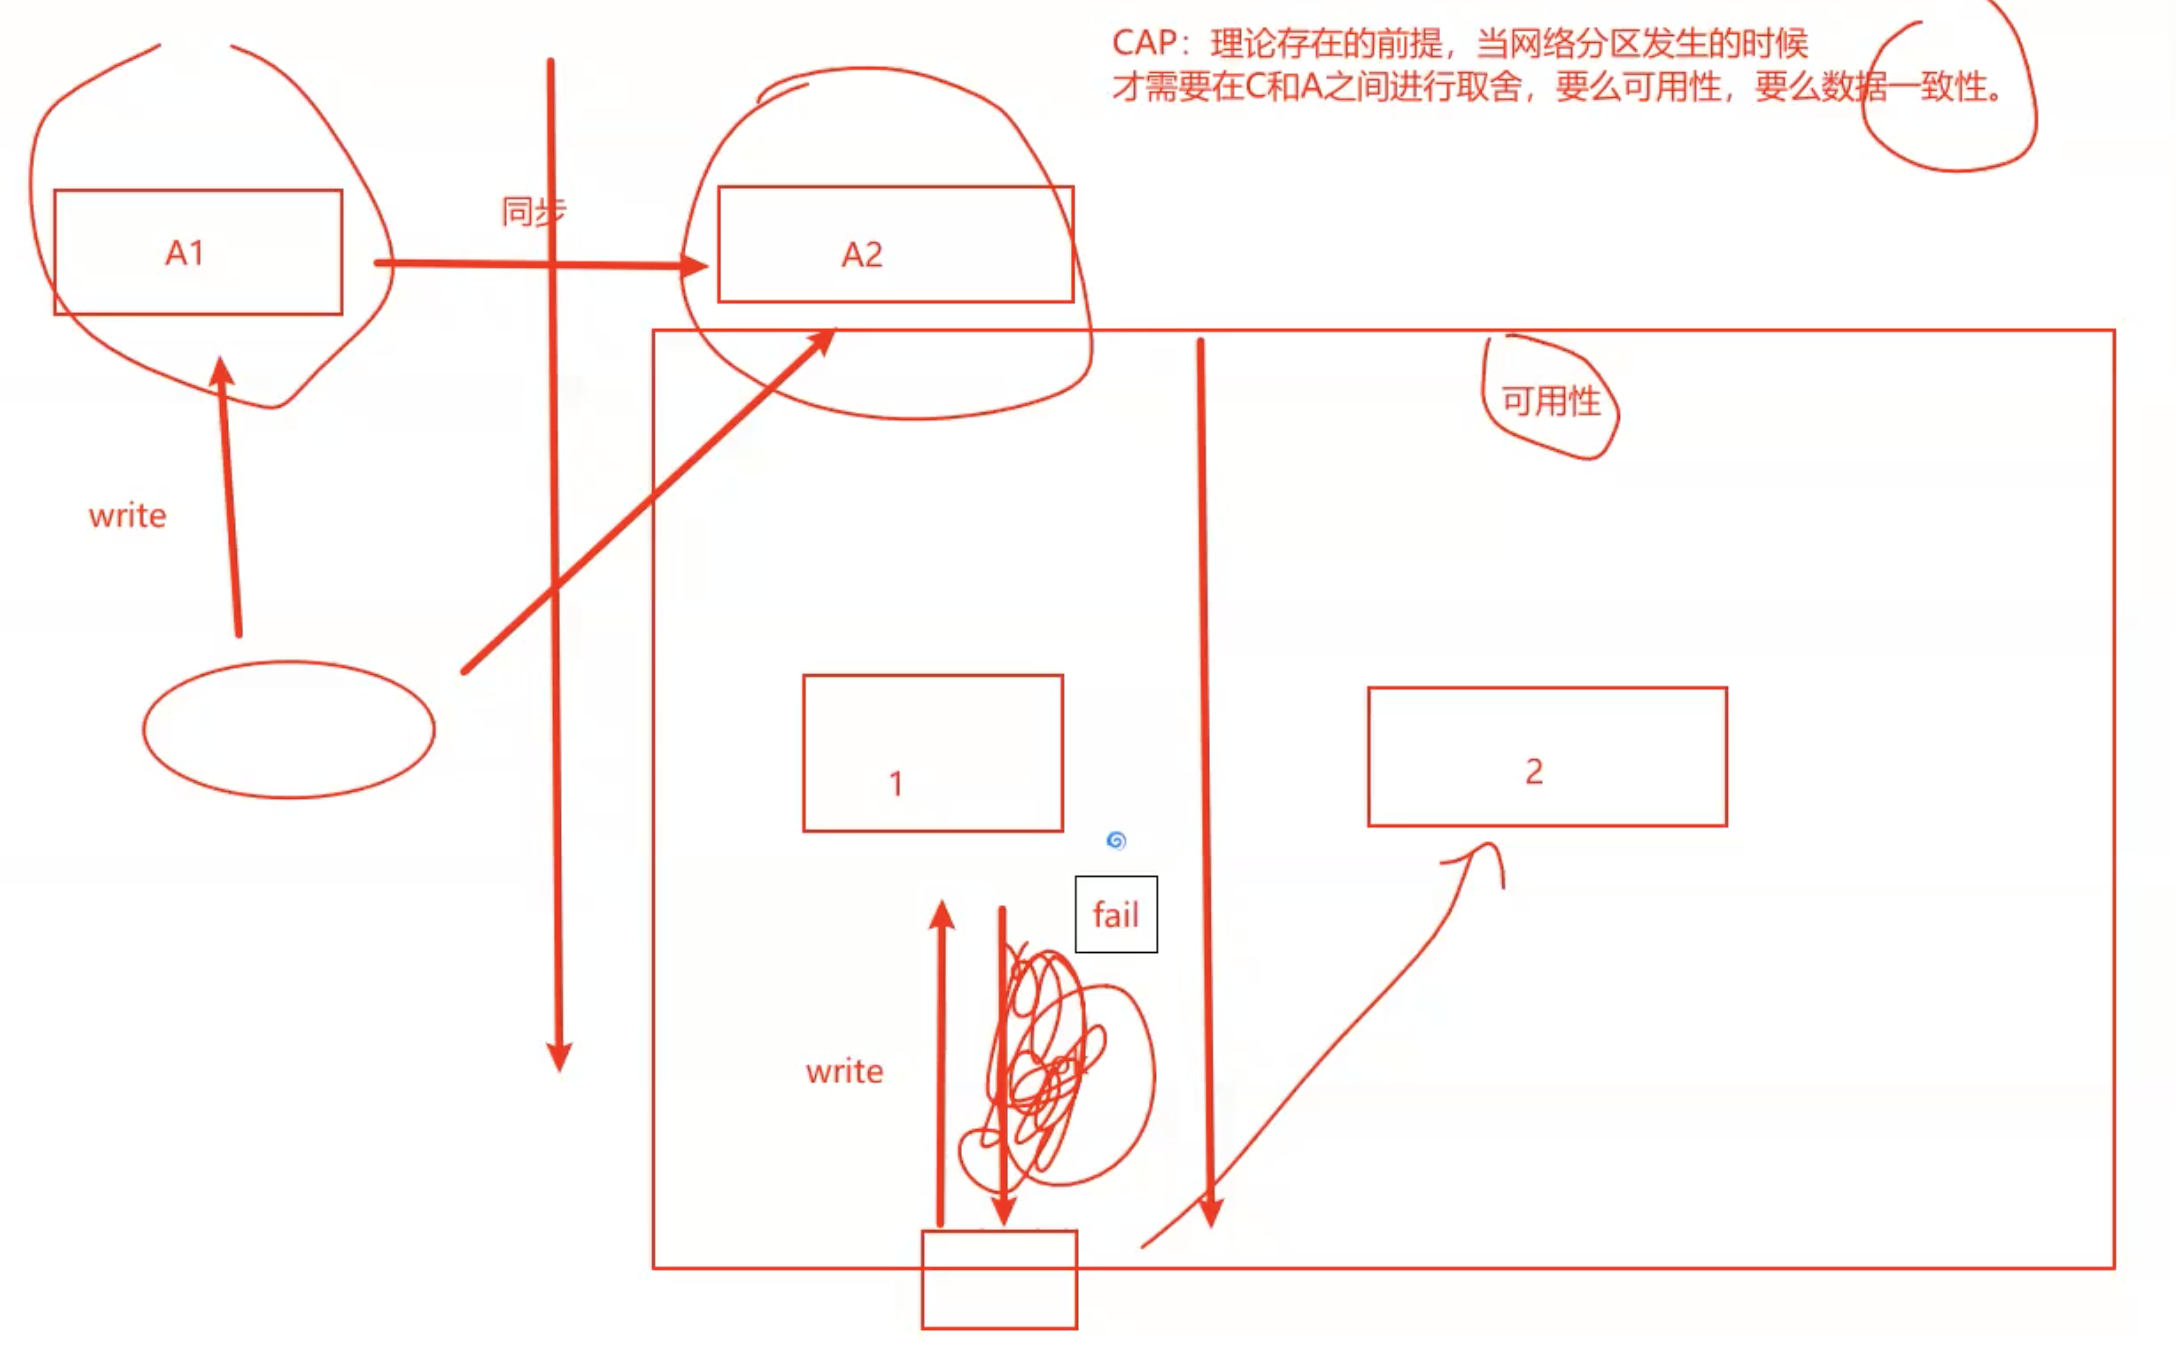 CAP：理论存在的前提，当网络分区发生的时候
才需要在C和A之间进行取舍，要么可用性，要么数据一致性。
同步
A1
A2
可用性
write
1
2
fail
write